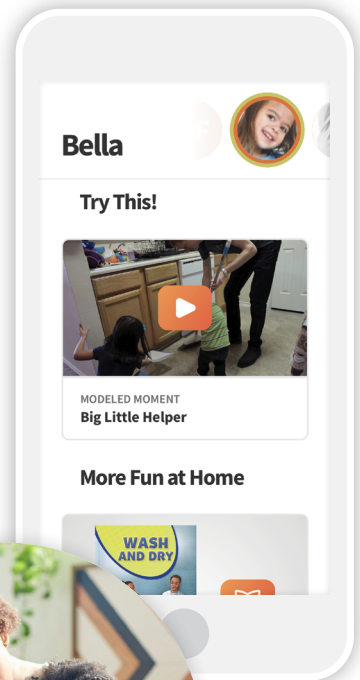 Bella
Try This!
MODELED MOMENT
Big Little Helper
More Fun at Home
WASH
AND DRY